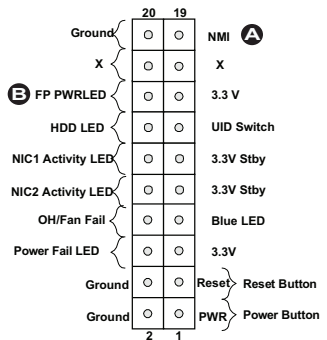 20 19
Ground NMI A
X X
B FP PWRLED 3.3 V
HDD LED UID Switch
NIC1 Activity LED 3.3V Stby
NIC2 Activity LED 3.3V Stby
OH/Fan Fail Blue LED
Power Fail LED 3.3V
Ground Reset Reset Button
Ground PWR Power Button
2 1